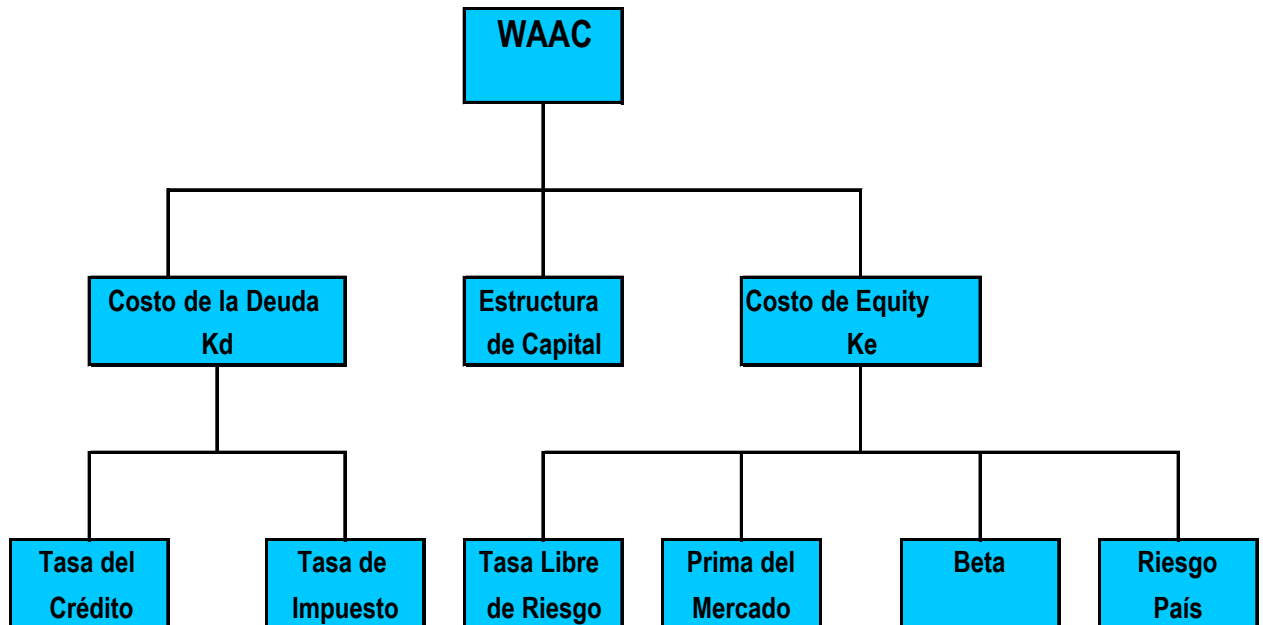 WAAC
Costo de la Deuda
Kd
Estructura
de Capital
Costo de Equity
Ke
Tasa del
Crédito
Tasa de
Impuesto
Tasa Libre
de Riesgo
Prima del
Mercado
Beta
Riesgo
País